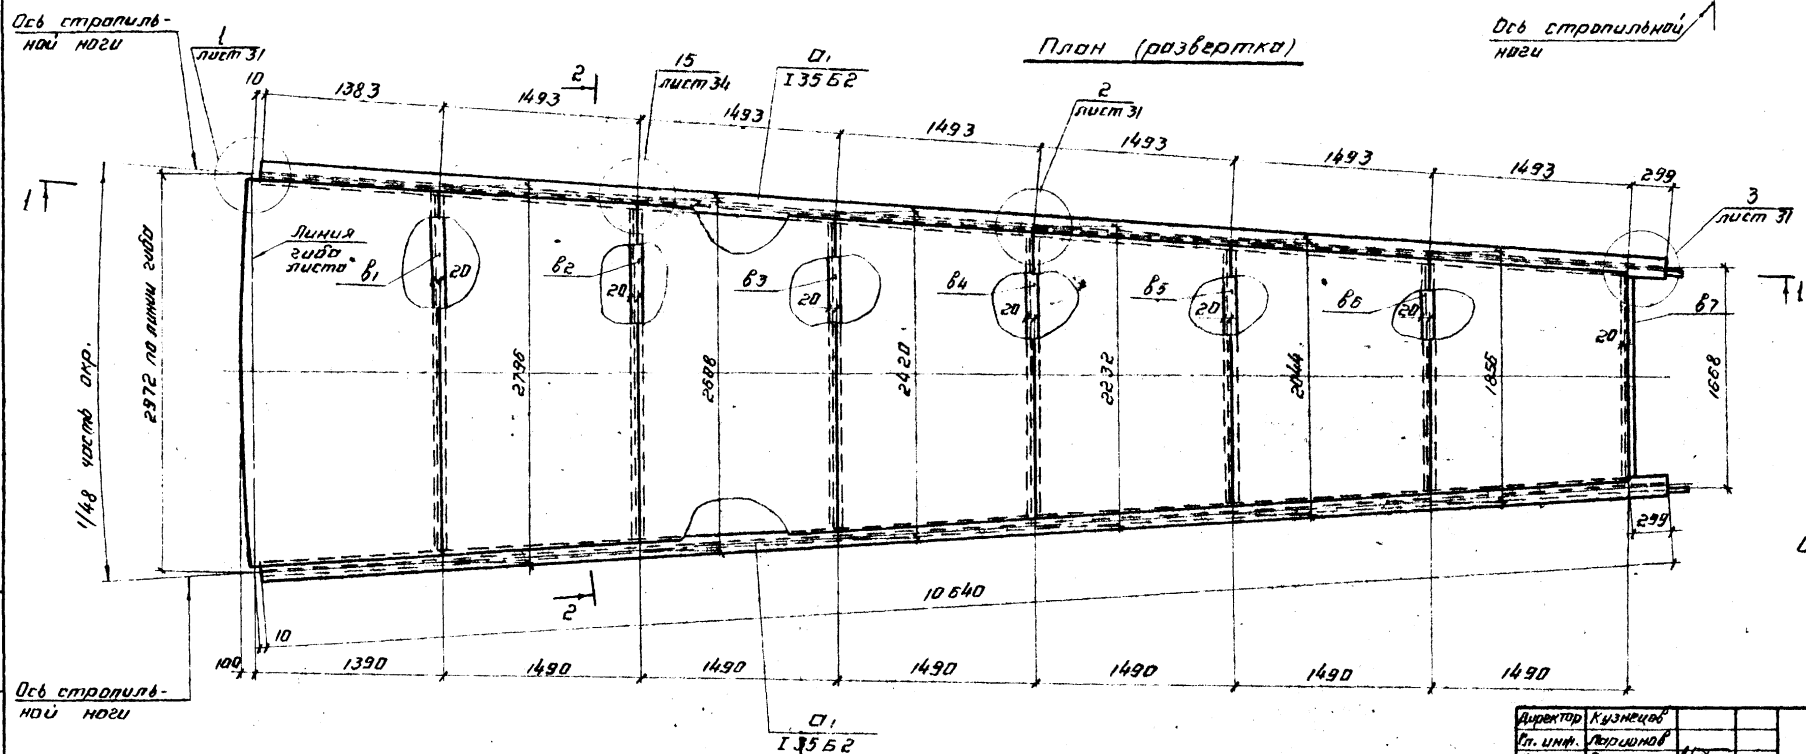 Ось стропиль-
ной ноги
1
лист 31
План (развертка)
Ось стропильной
ноги
15
лист 34
а1
I 35 Б2
2
2
лист 31
10
1383
1493
1493
1493
1493
1493
1493
299
3
лист 31
1
1
Линия
гиба
листа
в1
20
в2
20
в3
20
в4
20
в5
20
в6
20
в7
20
1/48 часть окр.
2972 по линии гиба
2796
2608
2420
2232
2044
1856
1668
299
2
10640
10
100
1390
1490
1490
1490
1490
1490
1490
Ось стропиль-
ной ноги
а1
I 35 Б2
Директор Кузнецов
Гл. инж. Ларионов